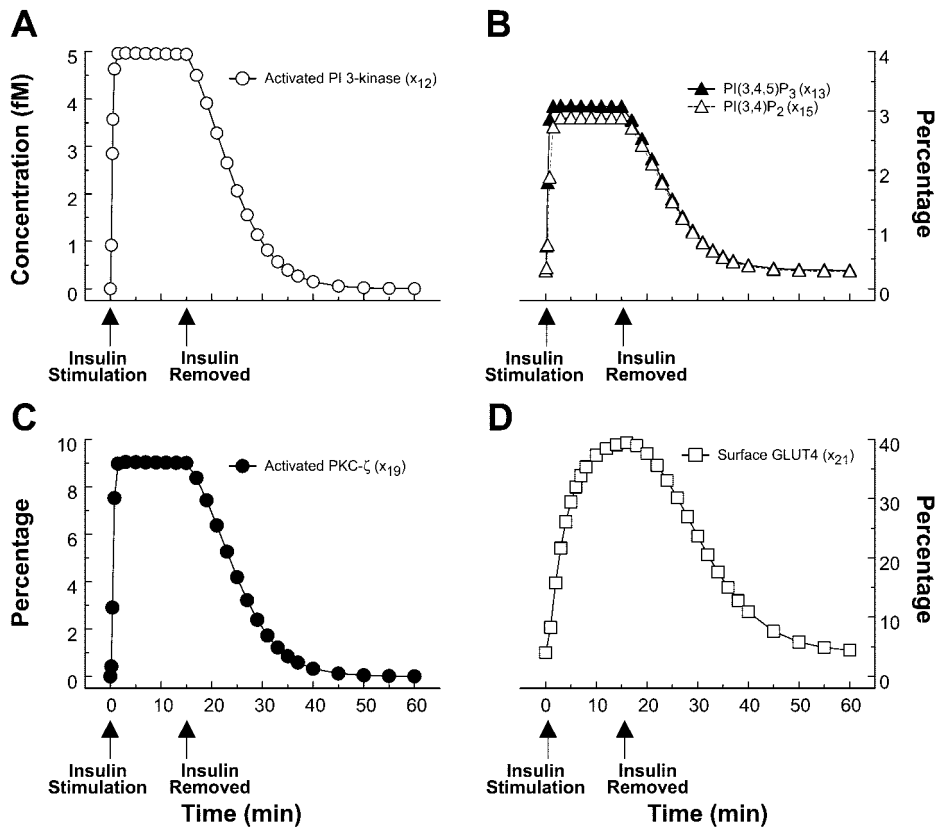 A
Concentration (fM)
5
4
3
2
1
0
Activated PI 3-kinase (x12)
Insulin
Stimulation
Insulin
Removed
B
4
3
2
1
0
Percentage
PI(3,4,5)P3 (x13)
PI(3,4)P2 (x15)
Insulin
Stimulation
Insulin
Removed
C
Percentage
10
8
6
4
2
0
Activated PKC-ζ (x19)
0 10 20 30 40 50 60
Insulin
Stimulation
Insulin
Removed
Time (min)
D
40
30
20
10
0
Percentage
Surface GLUT4 (x21)
0 10 20 30 40 50 60
Insulin
Stimulation
Insulin
Removed
Time (min)